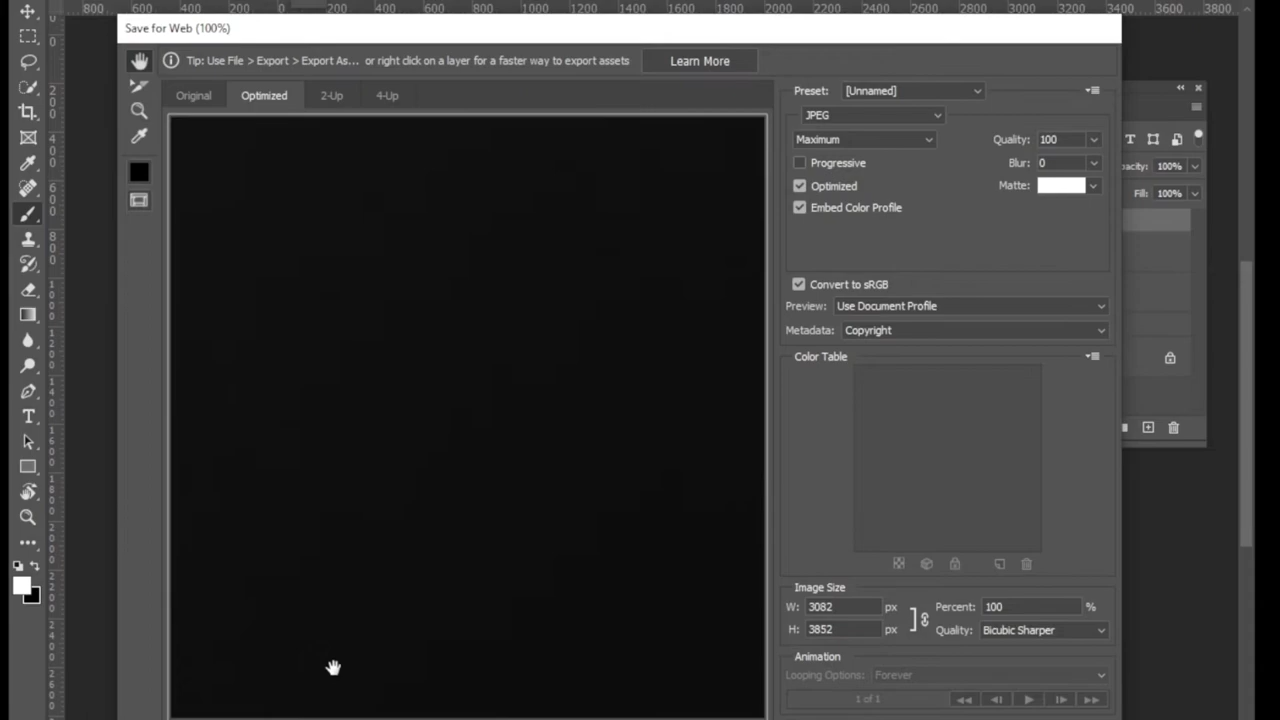 800 600 400 200 0 200 400 600 800 1000 1200 1400 1600 1800 2000 2200 2400 2600 2800 3000 3200 3400 3600 3800
Save for Web (100%)
Tip: Use File > Export > Export As... or right click on a layer for a faster way to export assets
Learn More
Original Optimized 2-Up 4-Up
Preset: [Unnamed]
JPEG
Maximum Quality: 100
Progressive Blur: 0
Optimized Matte:
Embed Color Profile
Convert to sRGB
Preview: Use Document Profile
Metadata: Copyright
Color Table
Image Size
W: 3082 px Percent: 100 %
H: 3852 px Quality: Bicubic Sharper
Animation
Looping Options: Forever
1 of 1
100%
Fill: 100%